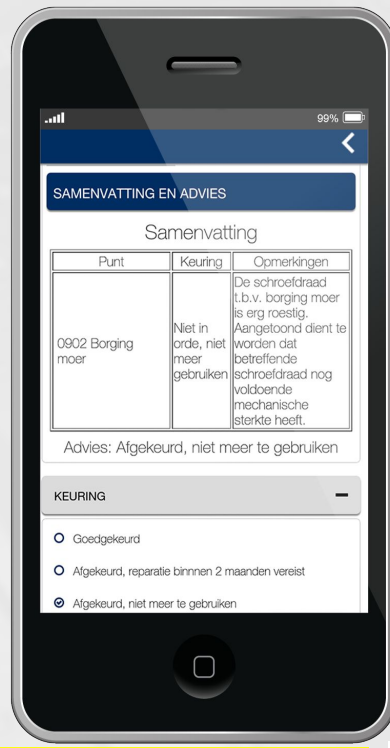 99%
SAMENVATTING EN ADVIES
Samenvatting
Punt Keuring Opmerkingen
0902 Borging
moer
Niet in
orde, niet
meer
gebruiken
De schroefdraad
t.b.v. borging moer
is erg roestig.
Aangetoond dient te
worden dat
betreffende
schroefdraad nog
voldoende
mechanische
sterkte heeft.
Advies: Afgekeurd, niet meer te gebruiken
KEURING
Goedgekeurd
Afgekeurd, reparatie binnnen 2 maanden vereist
Afgekeurd, niet meer te gebruiken